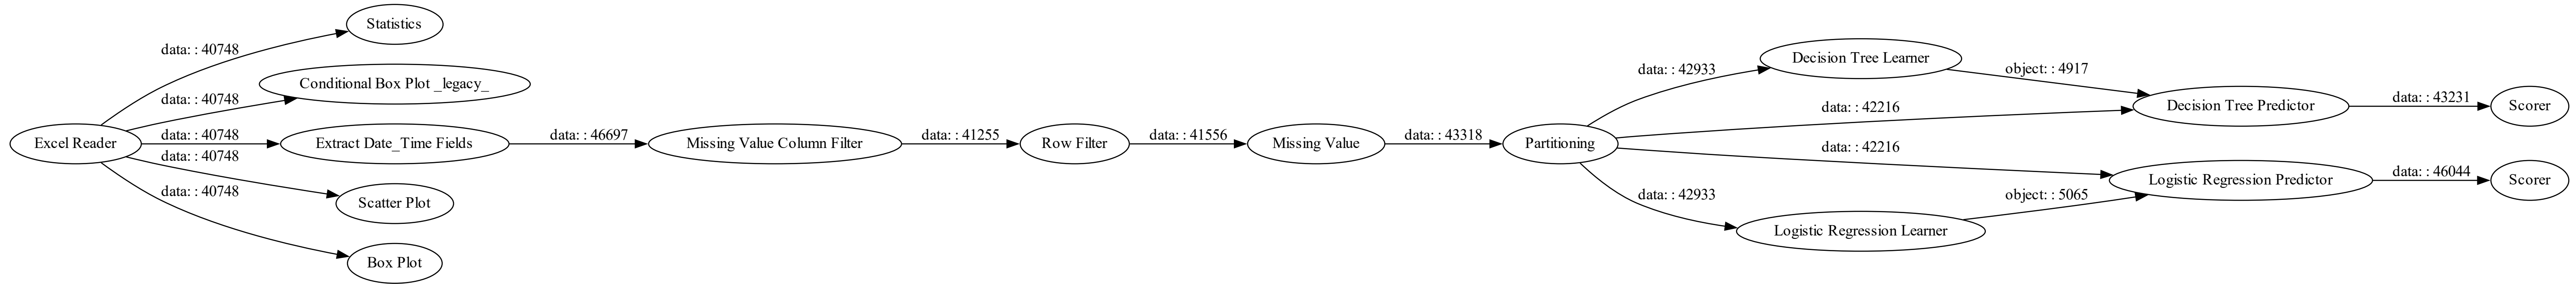 Excel Reader
data: : 40748
Statistics
data: : 40748
Conditional Box Plot _legacy_
data: : 40748
Extract Date_Time Fields
data: : 40748
Scatter Plot
data: : 40748
Box Plot
data: : 46697
Missing Value Column Filter
data: : 41255
Row Filter
data: : 41556
Missing Value
data: : 43318
Partitioning
data: : 42933
Decision Tree Learner
data: : 42216
data: : 42216
data: : 42933
Logistic Regression Learner
object: : 4917
Decision Tree Predictor
object: : 5065
Logistic Regression Predictor
data: : 43231
Scorer
data: : 46044
Scorer